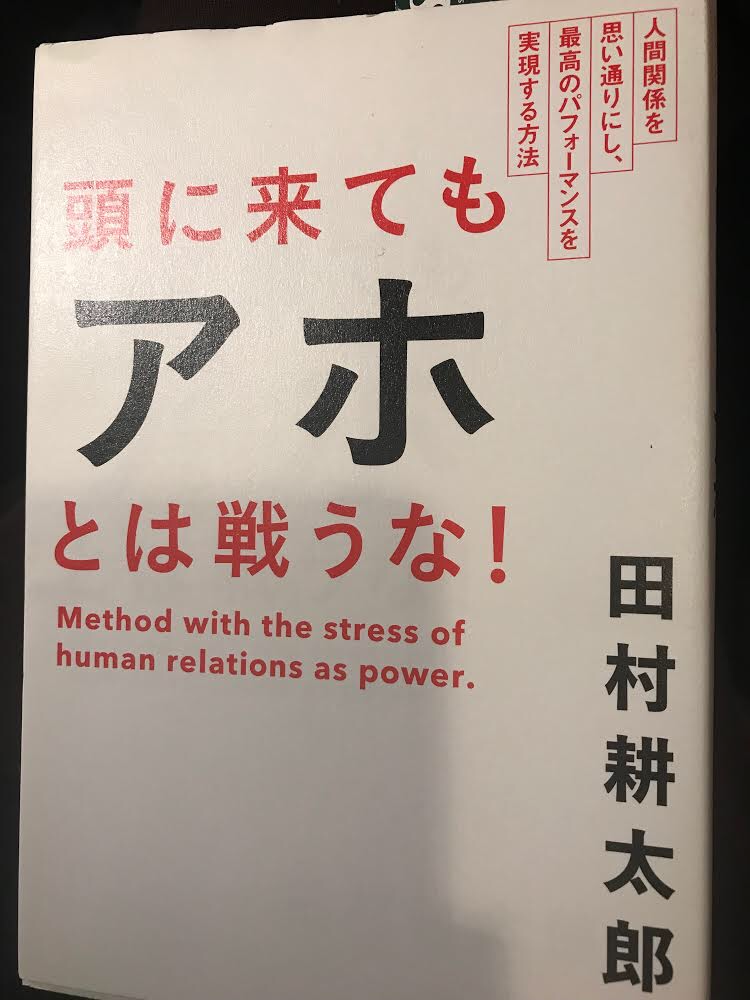 人間関係を
思い通りにし、
最高のパフォーマンスを
実現する方法
頭に来ても
アホ
とは戦うな!
Method with the stress of
human relations as power.
田村耕太郎